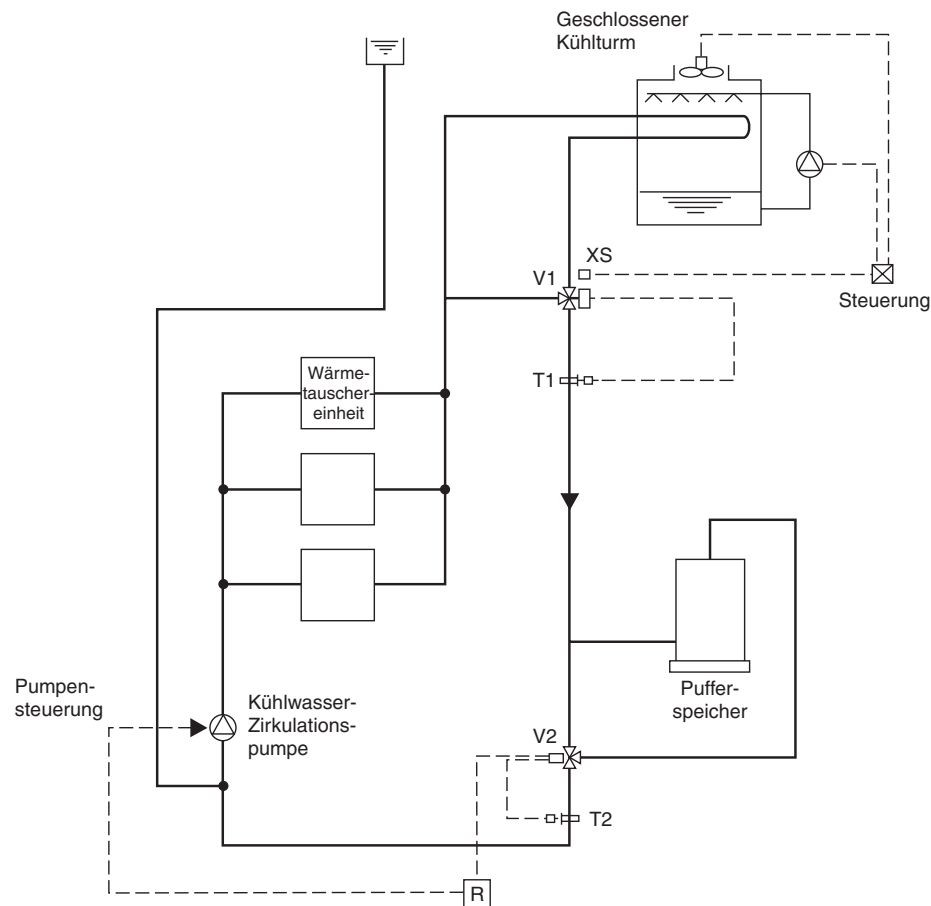 Geschlossener
Kühlturm
XS
V1
Steuerung
T1
Wärme-
tauscher-
einheit
Pumpen-
steuerung
Kühlwasser-
Zirkulations-
pumpe
Puffer-
speicher
V2
T2
R